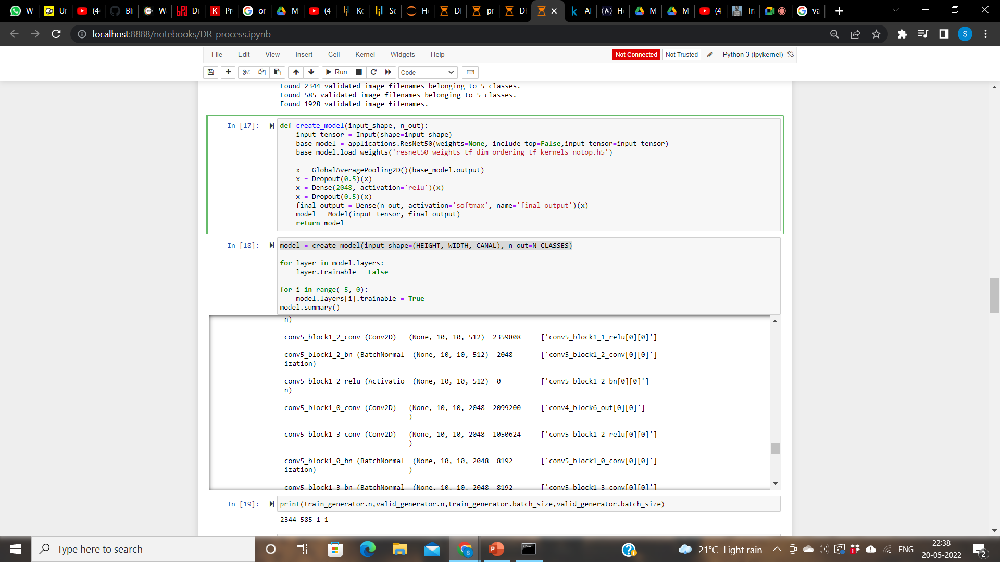 W
Ur
(4
Bli
W
Di
Pr
or
M
(4
Ke
Se
Ho
DI
pr
DI
Al
Ho
M
M
(4
Tr
va
localhost:8888/notebooks/DR_process.ipynb
S
File Edit View Insert Cell Kernel Widgets Help
Not Connected Not Trusted Python 3 (ipykernel)
Run Code
Found 2344 validated image filenames belonging to 5 classes.
Found 585 validated image filenames belonging to 5 classes.
Found 1928 validated image filenames.
In [17]: def create_model(input_shape, n_out):
input_tensor = Input(shape=input_shape)
base_model = applications.ResNet50(weights=None, include_top=False,input_tensor=input_tensor)
base_model.load_weights('resnet50_weights_tf_dim_ordering_tf_kernels_notop.h5')
x = GlobalAveragePooling2D()(base_model.output)
x = Dropout(0.5)(x)
x = Dense(2048, activation='relu')(x)
x = Dropout(0.5)(x)
final_output = Dense(n_out, activation='softmax', name='final_output')(x)
model = Model(input_tensor, final_output)
return model
In [18]: model = create_model(input_shape=(HEIGHT, WIDTH, CANAL), n_out=N_CLASSES)
for layer in model.layers:
layer.trainable = False
for i in range(-5, 0):
model.layers[i].trainable = True
model.summary()
n)
conv5_block1_2_conv (Conv2D) (None, 10, 10, 512) 2359808 ['conv5_block1_1_relu[0][0]']
conv5_block1_2_bn (BatchNormal (None, 10, 10, 512) 2048 ['conv5_block1_2_conv[0][0]']
ization)
conv5_block1_2_relu (Activatio (None, 10, 10, 512) 0 ['conv5_block1_2_bn[0][0]']
n)
conv5_block1_0_conv (Conv2D) (None, 10, 10, 2048 2099200 ['conv4_block6_out[0][0]']
)
conv5_block1_3_conv (Conv2D) (None, 10, 10, 2048 1050624 ['conv5_block1_2_relu[0][0]']
)
conv5_block1_0_bn (BatchNormal (None, 10, 10, 2048 8192 ['conv5_block1_0_conv[0][0]']
ization) )
conv5_block1_3_bn (BatchNormal (None, 10, 10, 2048 8192 ['conv5_block1_3_conv[0][0]']
In [19]: print(train_generator.n,valid_generator.n,train_generator.batch_size,valid_generator.batch_size)
2344 585 1 1
Type here to search
21°C Light rain
ENG
22:38
20-05-2022
2